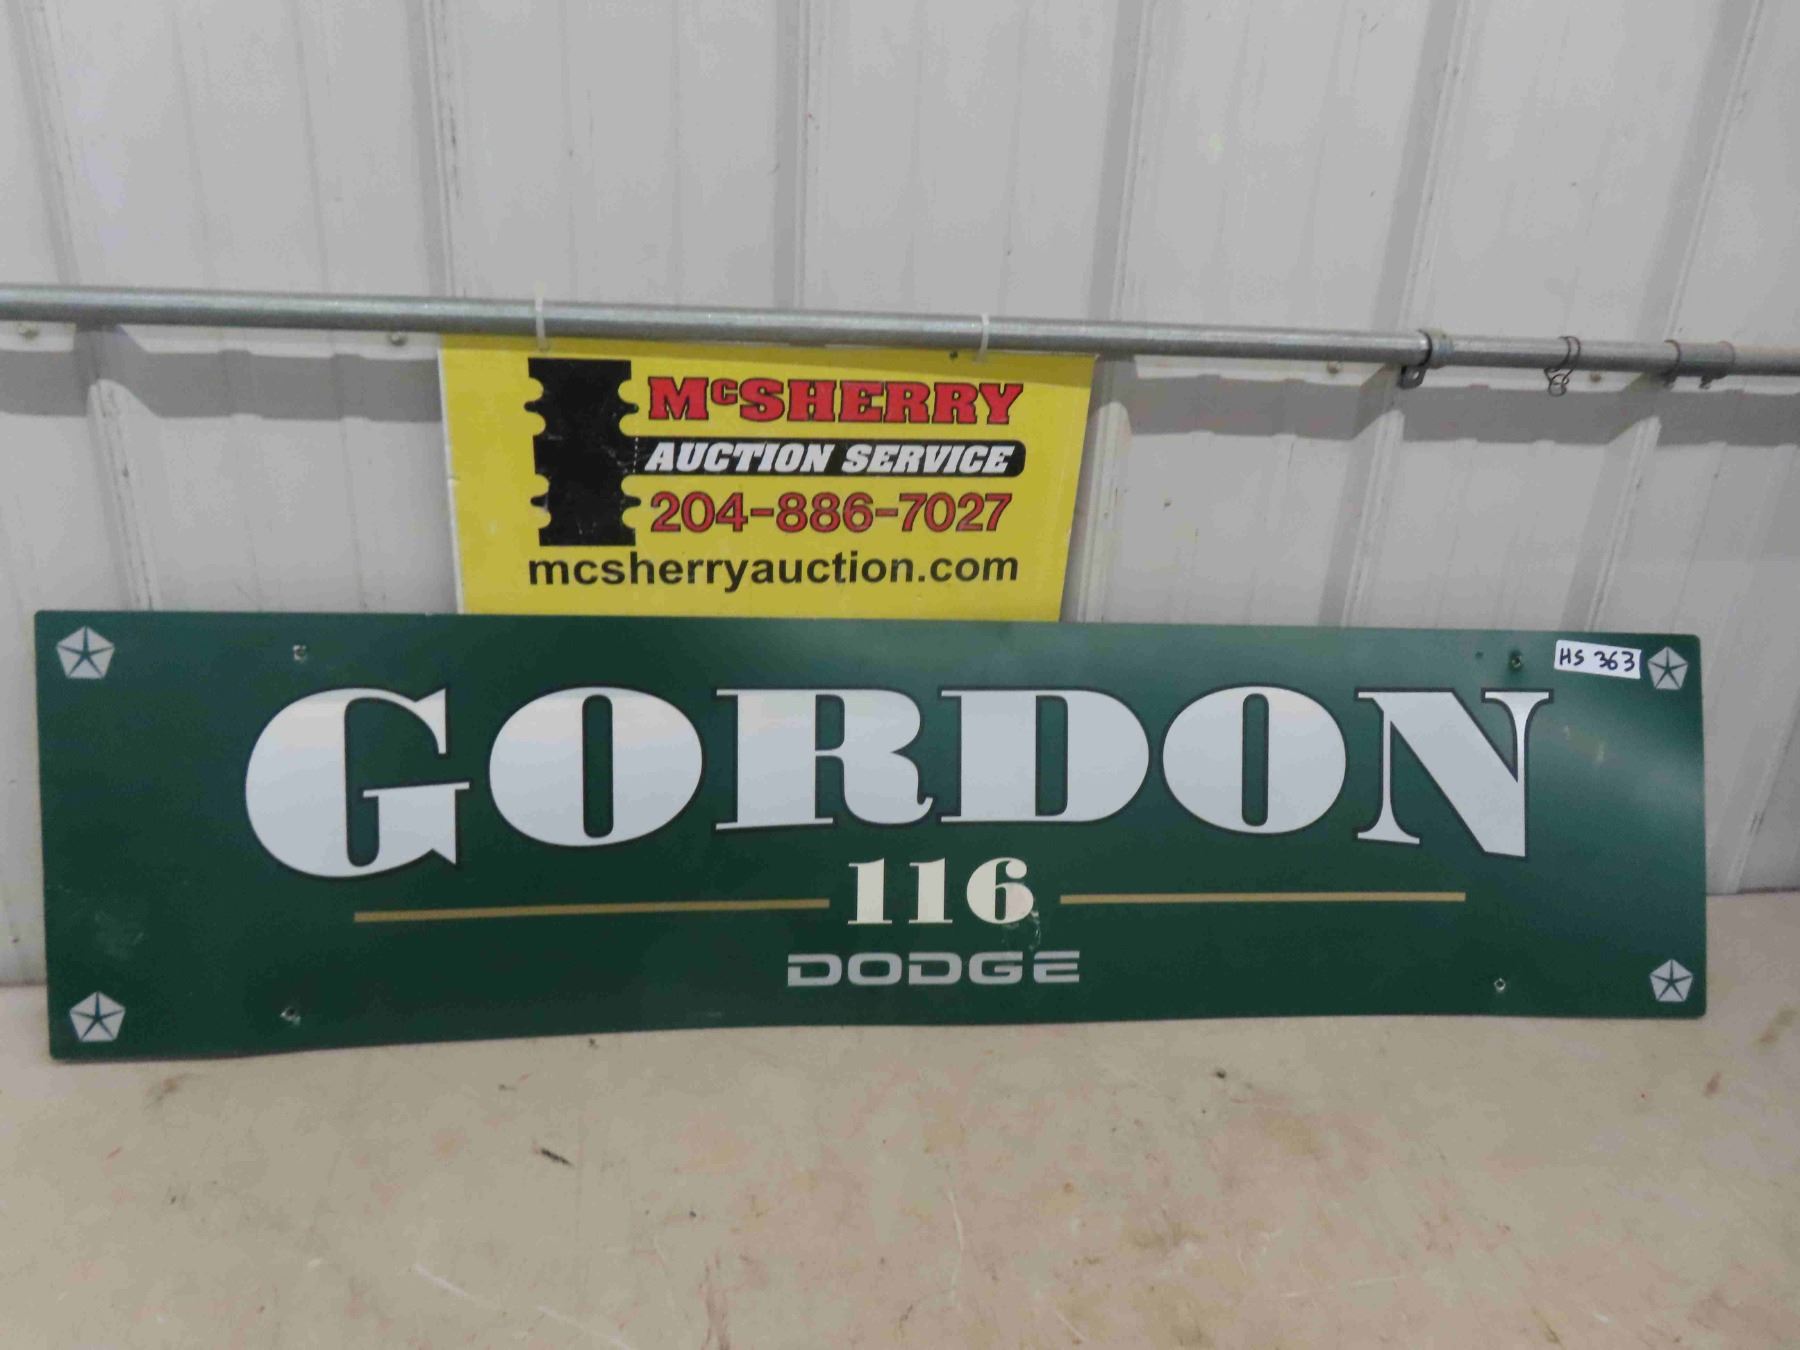 McSHERRY
AUCTION SERVICE
204-886-7027
mcsherryauction.com
HS 363
GORDON
116
DODGE